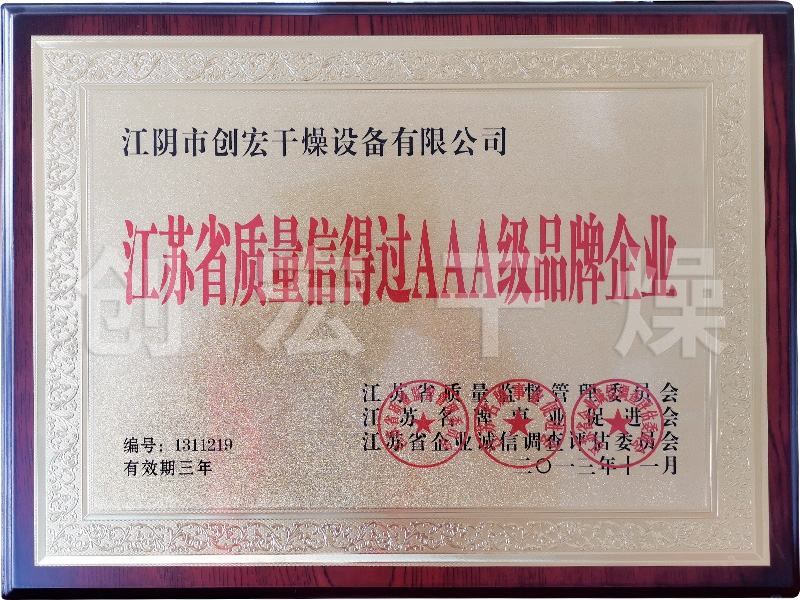 江阴市创宏干燥设备有限公司
江苏省质量信得过AAA级品牌企业
创宏干燥
江苏省质量监督管理委员会
江苏名牌事业促进会
江苏省企业诚信调查评估委员会
二〇一三年十一月
编号：1311219
有效期三年